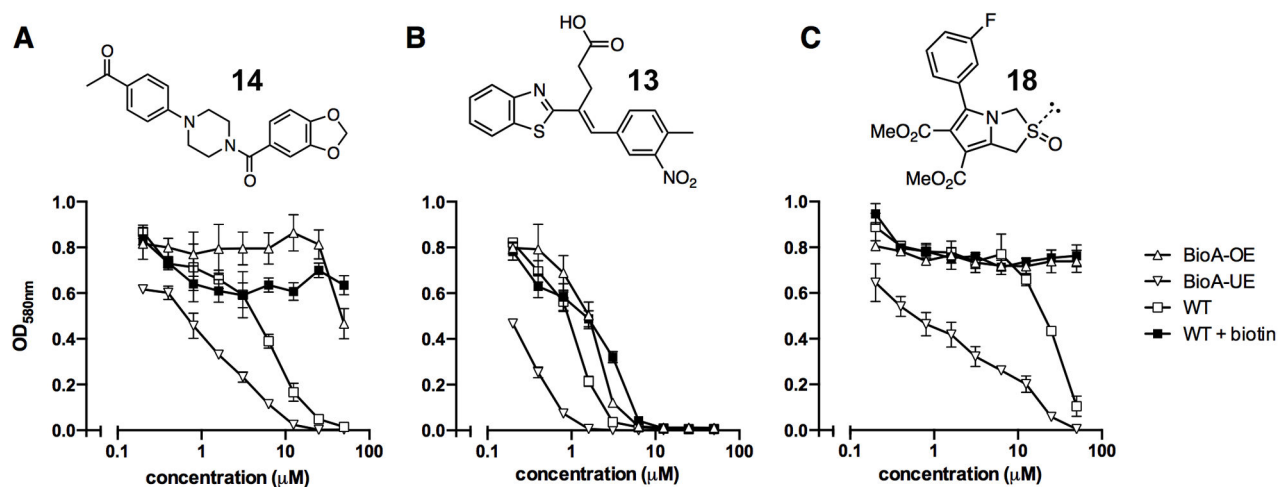 A
B
C
14
O
N
N
O
O
O
HO
O
13
N
S
NO2
F
18
N
S
O
MeO2C
MeO2C
OD580nm
1.0
0.8
0.6
0.4
0.2
0.0
0.1
1
10
100
concentration (μM)
1.0
0.8
0.6
0.4
0.2
0.0
0.1
1
10
100
concentration (μM)
1.0
0.8
0.6
0.4
0.2
0.0
0.1
1
10
100
concentration (μM)
BioA-OE
BioA-UE
WT
WT + biotin